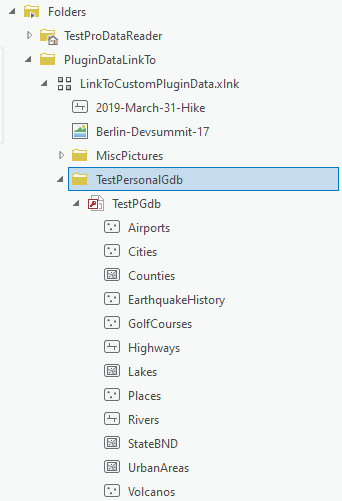 Folders
TestProDataReader
PluginDataLinkTo
LinkToCustomPluginData.xlnk
2019-March-31-Hike
Berlin-Devsummit-17
MiscPictures
TestPersonalGdb
TestPGdb
Airports
Cities
Counties
EarthquakeHistory
GolfCourses
Highways
Lakes
Places
Rivers
StateBND
UrbanAreas
Volcanos